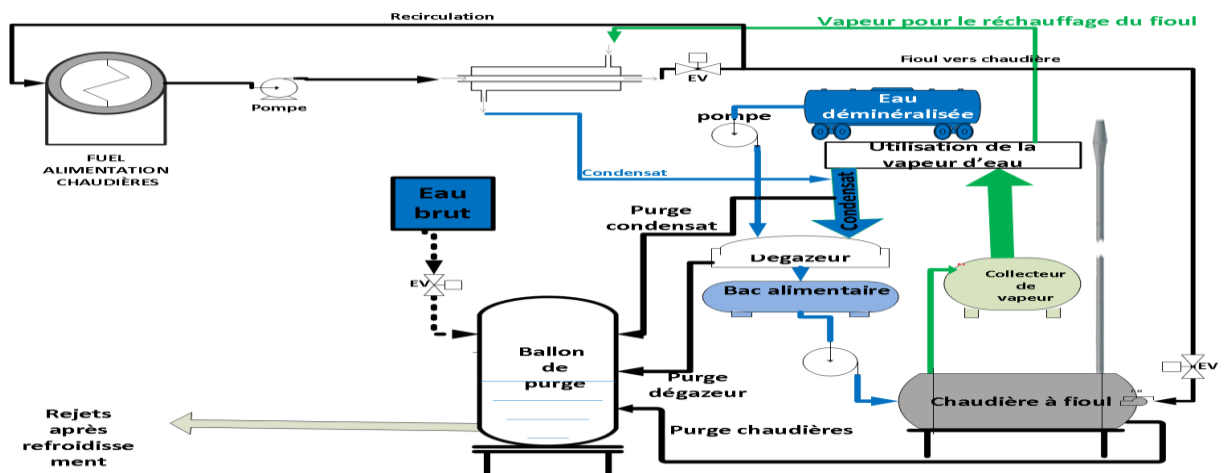 Recirculation
Vapeur pour le réchauffage du fioul
Fioul vers chaudière
EV
Pompe
FUEL
ALIMENTATION
CHAUDIÈRES
pompe
Eau
déminéralisée
Utilisation de la
vapeur d'eau
Condensat
Condensat
Eau
brut
Purge
condensat
EV
Dégazeur
Bac alimentaire
Collecteur
de
vapeur
Ballon
de
purge
Purge
dégazeur
EV
Chaudière à fioul
Purge chaudières
Rejets
après
refroidisse
ment